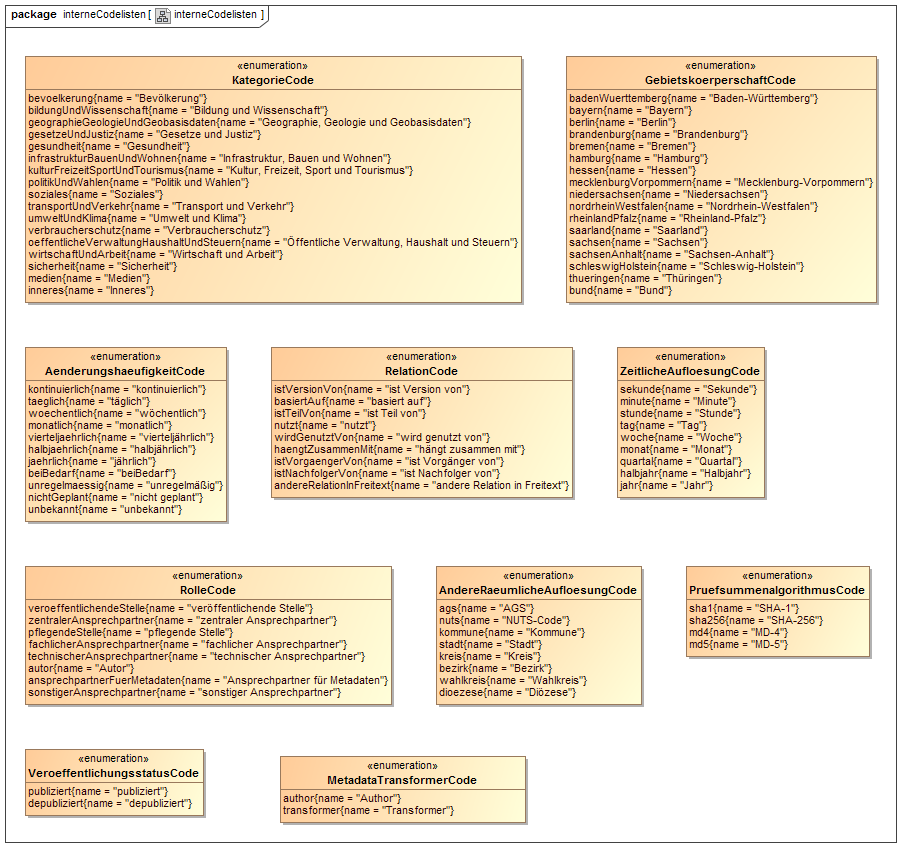 package interneCodelisten [ interneCodelisten ]
«enumeration»
KategorieCode
bevoelkerung{name = "Bevölkerung"}
bildungUndWissenschaft{name = "Bildung und Wissenschaft"}
geographieGeologieUndGeobasisdaten{name = "Geographie, Geologie und Geobasisdaten"}
gesetzeUndJustiz{name = "Gesetze und Justiz"}
gesundheit{name = "Gesundheit"}
infrastrukturBauenUndWohnen{name = "Infrastruktur, Bauen und Wohnen"}
kulturFreizeitSportUndTourismus{name = "Kultur, Freizeit, Sport und Tourismus"}
politikUndWahlen{name = "Politik und Wahlen"}
soziales{name = "Soziales"}
transportUndVerkehr{name = "Transport und Verkehr"}
umweltUndKlima{name = "Umwelt und Klima"}
verbraucherschutz{name = "Verbraucherschutz"}
oeffentlicheVerwaltungHaushaltUndSteuern{name = "Öffentliche Verwaltung, Haushalt und Steuern"}
wirtschaftUndArbeit{name = "Wirtschaft und Arbeit"}
sicherheit{name = "Sicherheit"}
medien{name = "Medien"}
inneres{name = "Inneres"}
«enumeration»
GebietskoerperschaftCode
badenWuerttemberg{name = "Baden-Württemberg"}
bayern{name = "Bayern"}
berlin{name = "Berlin"}
brandenburg{name = "Brandenburg"}
bremen{name = "Bremen"}
hamburg{name = "Hamburg"}
hessen{name = "Hessen"}
mecklenburgVorpommern{name = "Mecklenburg-Vorpommern"}
niedersachsen{name = "Niedersachsen"}
nordrheinWestfalen{name = "Nordrhein-Westfalen"}
rheinlandPfalz{name = "Rheinland-Pfalz"}
saarland{name = "Saarland"}
sachsen{name = "Sachsen"}
sachsenAnhalt{name = "Sachsen-Anhalt"}
schleswigHolstein{name = "Schleswig-Holstein"}
thueringen{name = "Thüringen"}
bund{name = "Bund"}
«enumeration»
AenderungshaeufigkeitCode
kontinuierlich{name = "kontinuierlich"}
taeglich{name = "täglich"}
woechentlich{name = "wöchentlich"}
monatlich{name = "monatlich"}
vierteljaehrlich{name = "vierteljährlich"}
halbjaehrlich{name = "halbjährlich"}
jaehrlich{name = "jährlich"}
beiBedarf{name = "beiBedarf"}
unregelmaessig{name = "unregelmäßig"}
nichtGeplant{name = "nicht geplant"}
unbekannt{name = "unbekannt"}
«enumeration»
RelationCode
istVersionVon{name = "ist Version von"}
basiertAuf{name = "basiert auf"}
istTeilVon{name = "ist Teil von"}
nutzt{name = "nutzt"}
wirdGenutztVon{name = "wird genutzt von"}
haengtZusammenMit{name = "hängt zusammen mit"}
istVorgaengerVon{name = "ist Vorgänger von"}
istNachfolgerVon{name = "ist Nachfolger von"}
andereRelationInFreitext{name = "andere Relation in Freitext"}
«enumeration»
ZeitlicheAufloesungCode
sekunde{name = "Sekunde"}
minute{name = "Minute"}
stunde{name = "Stunde"}
tag{name = "Tag"}
woche{name = "Woche"}
monat{name = "Monat"}
quartal{name = "Quartal"}
halbjahr{name = "Halbjahr"}
jahr{name = "Jahr"}
«enumeration»
RolleCode
veroeffentlichendeStelle{name = "veröffentlichende Stelle"}
zentralerAnsprechpartner{name = "zentraler Ansprechpartner"}
pflegendeStelle{name = "pflegende Stelle"}
fachlicherAnsprechpartner{name = "fachlicher Ansprechpartner"}
technischerAnsprechpartner{name = "technischer Ansprechpartner"}
autor{name = "Autor"}
ansprechpartnerFuerMetadaten{name = "Ansprechpartner für Metadaten"}
sonstigerAnsprechpartner{name = "sonstiger Ansprechpartner"}
«enumeration»
AndereRaeumlicheAufloesungCode
ags{name = "AGS"}
nuts{name = "NUTS-Code"}
kommune{name = "Kommune"}
stadt{name = "Stadt"}
kreis{name = "Kreis"}
bezirk{name = "Bezirk"}
wahlkreis{name = "Wahlkreis"}
dioezese{name = "Diözese"}
«enumeration»
PruefsummenalgorithmusCode
sha1{name = "SHA-1"}
sha256{name = "SHA-256"}
md4{name = "MD-4"}
md5{name = "MD-5"}
«enumeration»
VeroeffentlichungsstatusCode
publiziert{name = "publiziert"}
depubliziert{name = "depubliziert"}
«enumeration»
MetadataTransformerCode
author{name = "Author"}
transformer{name = "Transformer"}